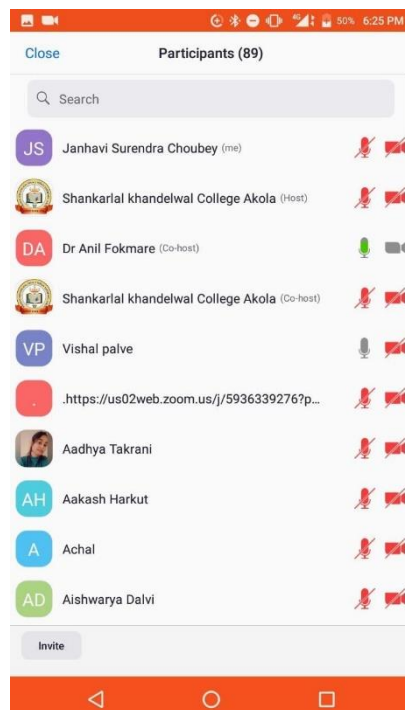 4G 50% 6:25 PM
Close Participants (89)
Search
JS Janhavi Surendra Choubey (me)
Shankarlal khandelwal College Akola (Host)
DA Dr Anil Fokmare (Co-host)
Shankarlal khandelwal College Akola (Co-host)
VP Vishal palve
. .https://us02web.zoom.us/j/5936339276?p...
Aadhya Takrani
AH Aakash Harkut
A Achal
AD Aishwarya Dalvi
Invite